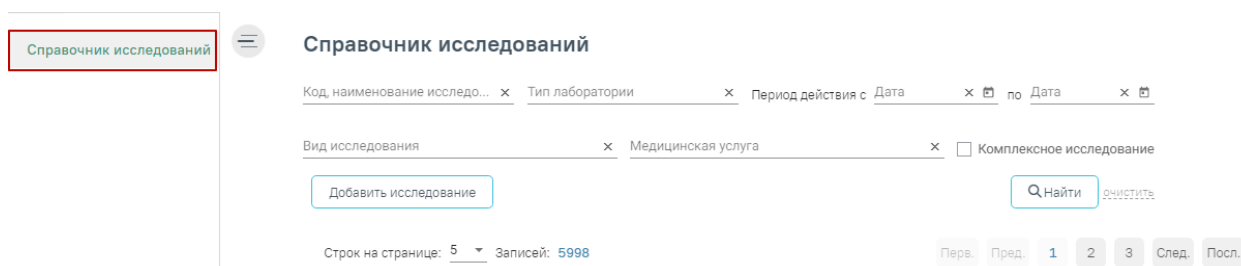 Справочник исследований
Справочник исследований
Код, наименование исследо... Тип лаборатории Период действия с Дата по Дата
Вид исследования Медицинская услуга Комплексное исследование
Добавить исследование Найти очистить
Строк на странице: 5 Записей: 5998 Перв. Пред. 1 2 3 След. Посл.